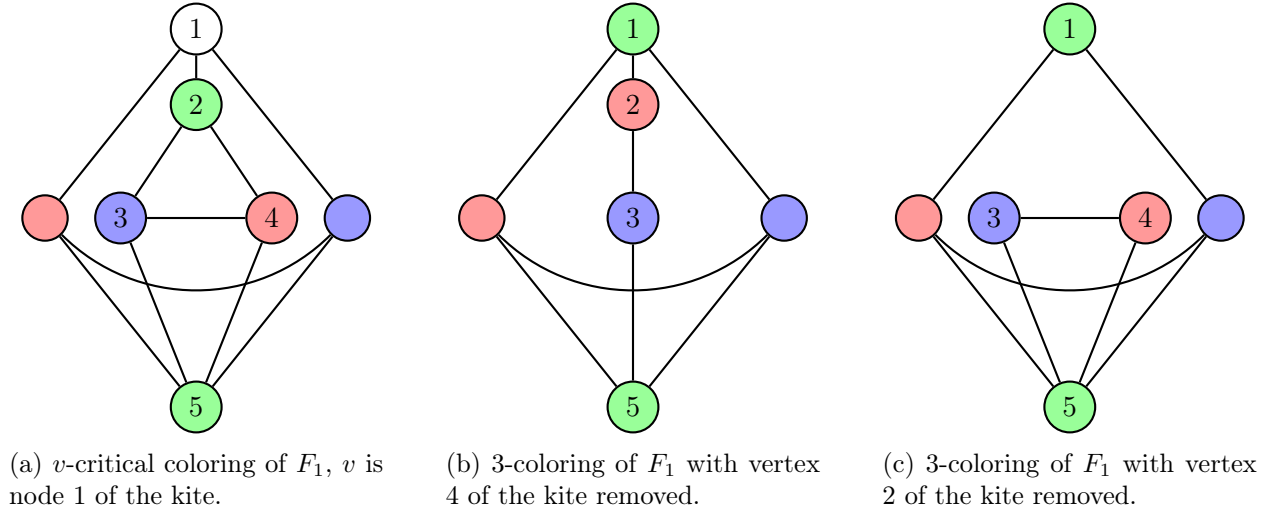 1
2
3
4
5
1
2
3
5
1
3
4
5
(a) v-critical coloring of F₁, v is
node 1 of the kite.
(b) 3-coloring of F₁ with vertex
4 of the kite removed.
(c) 3-coloring of F₁ with vertex
2 of the kite removed.